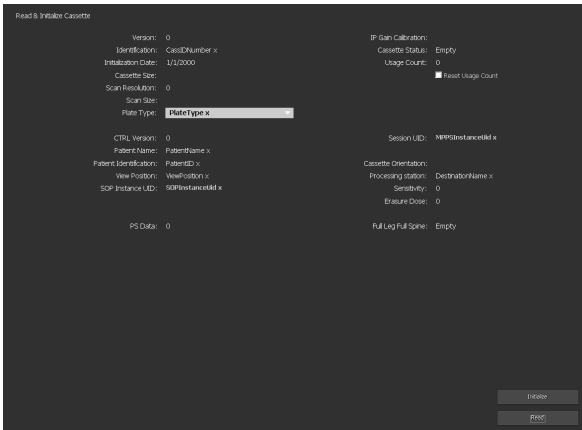 Read & Initialize Cassette
Version: 0
IP Gain Calibration:
Identification: CassIDNumber x
Cassette Status: Empty
Initialization Date: 1/1/2000
Usage Count: 0
Cassette Size:
Reset Usage Count
Scan Resolution: 0
Scan Size:
Plate Type: PlateType x
CTRL Version: 0
Session UID: MPPSInstanceUid x
Patient Name: PatientName x
Patient Identification: PatientID x
Cassette Orientation:
View Position: ViewPosition x
Processing station: DestinationName x
SOP Instance UID: SOPInstanceUid x
Sensitivity: 0
Erasure Dose: 0
PS Data: 0
Full Leg Full Spine: Empty
Initialize
Read